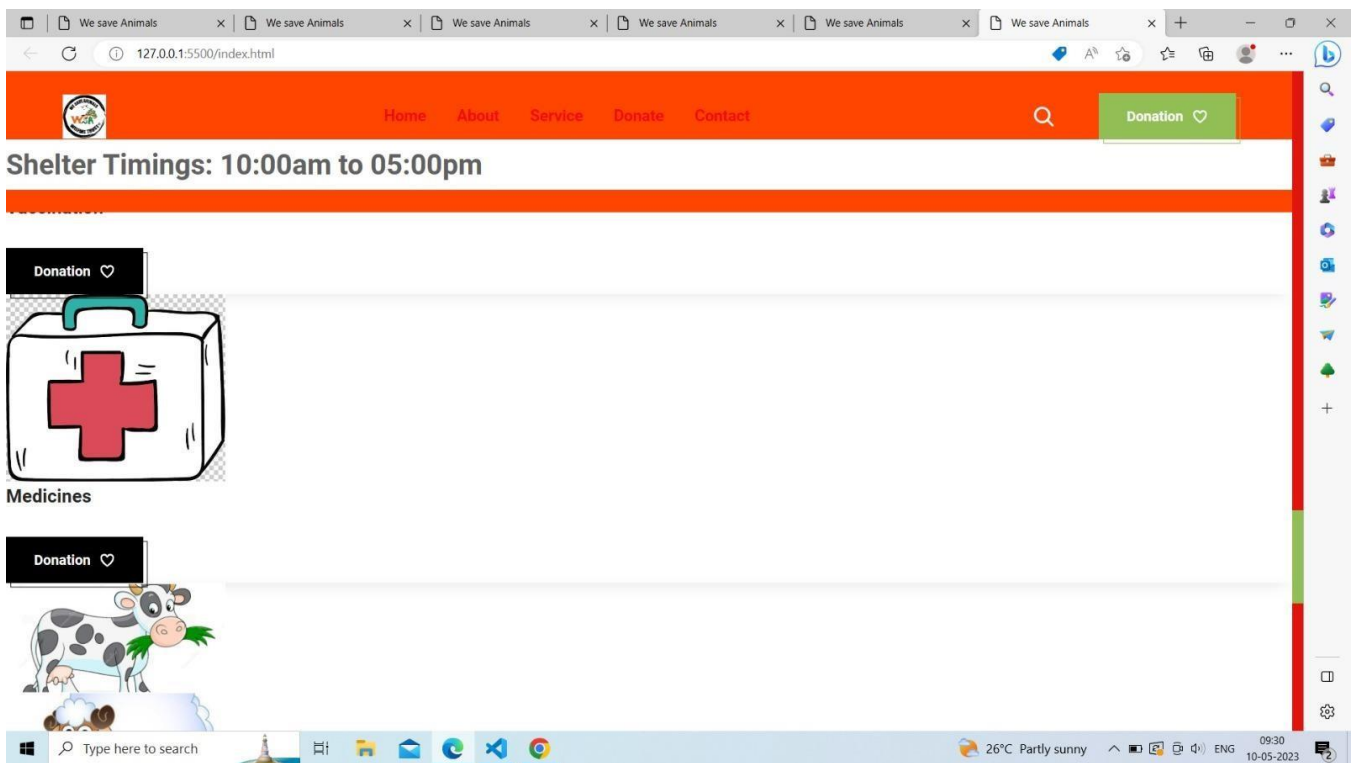 We save Animals
We save Animals
We save Animals
We save Animals
We save Animals
We save Animals
127.0.0.1:5500/index.html
Home About Service Donate Contact
Donation
Shelter Timings: 10:00am to 05:00pm
Donation
Medicines
Donation
Type here to search
26°C Partly sunny
ENG
09:30
10-05-2023
2